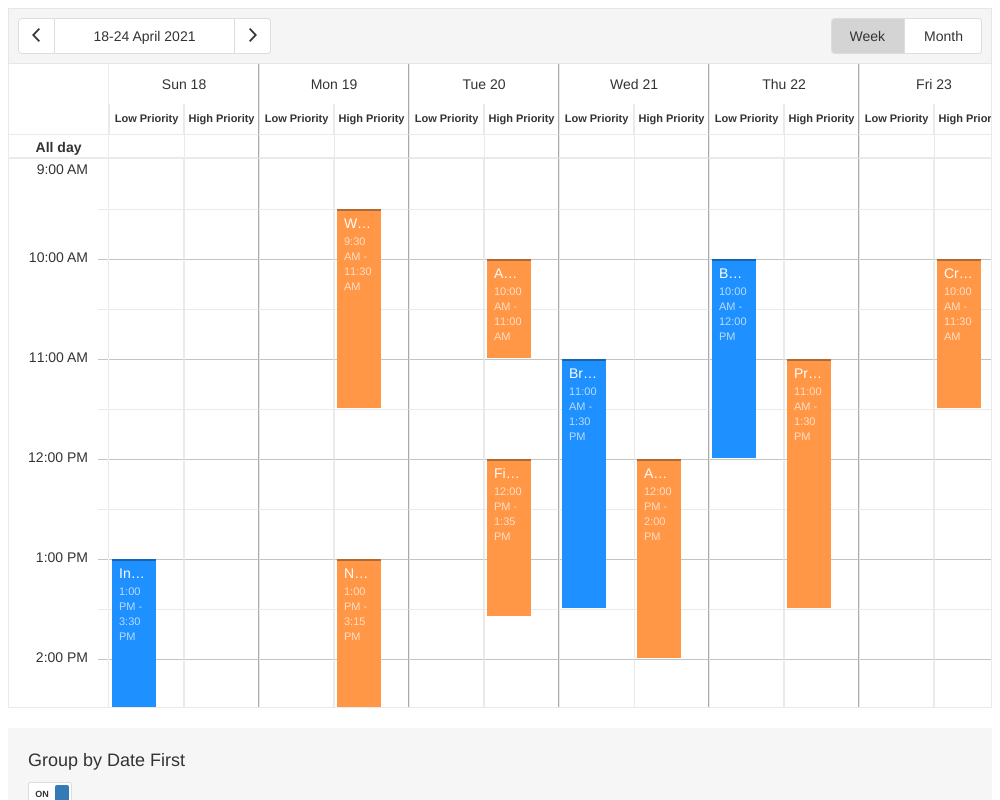 18-24 April 2021
Week Month
Sun 18 Mon 19 Tue 20 Wed 21 Thu 22 Fri 23
Low Priority High Priority Low Priority High Priority Low Priority High Priority Low Priority High Priority Low Priority High Priority Low Priority High Prior
All day
9:00 AM
10:00 AM
11:00 AM
12:00 PM
1:00 PM
2:00 PM
In...
1:00
PM -
3:30
PM
W...
9:30
AM -
11:30
AM
N...
1:00
PM -
3:15
PM
A...
10:00
AM -
11:00
AM
Fi...
12:00
PM -
1:35
PM
Br...
11:00
AM -
1:30
PM
A...
12:00
PM -
2:00
PM
B...
10:00
AM -
12:00
PM
Pr...
11:00
AM -
1:30
PM
Cr...
10:00
AM -
11:30
AM
Group by Date First
ON